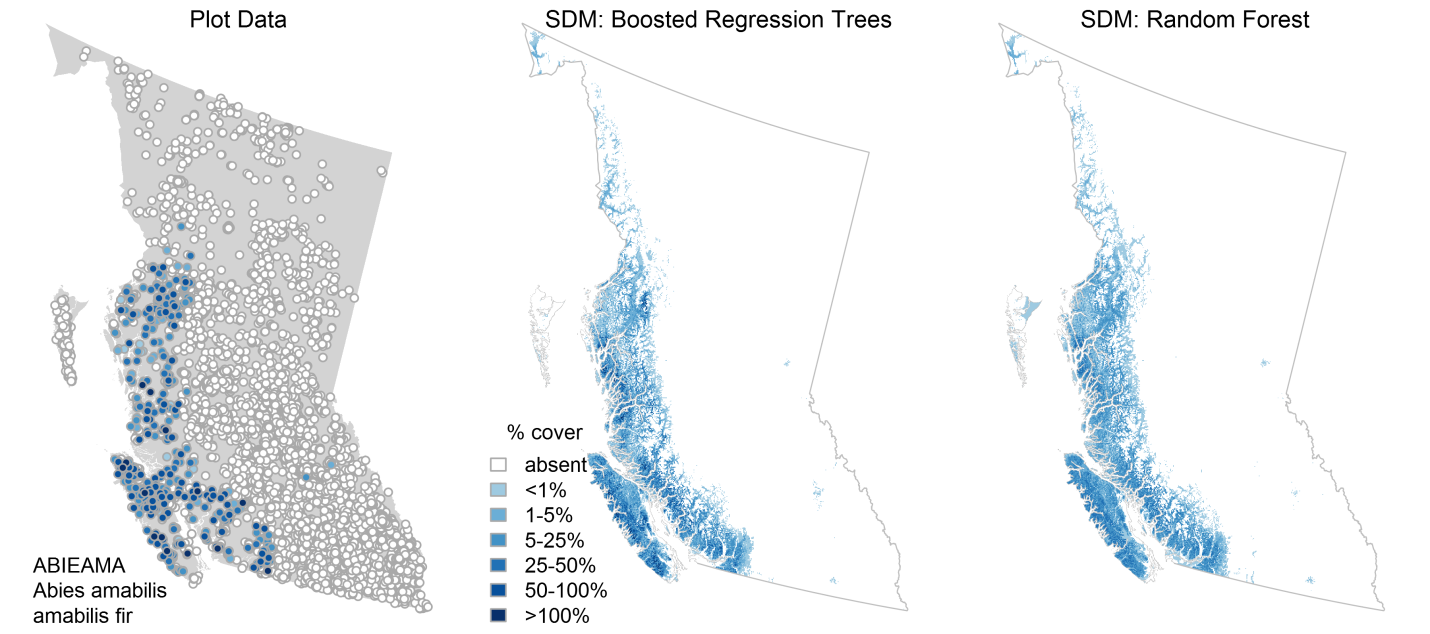 Plot Data
SDM: Boosted Regression Trees
SDM: Random Forest
% cover
absent
<1%
1-5%
5-25%
25-50%
50-100%
>100%
ABIEAMA
Abies amabilis
amabilis fir